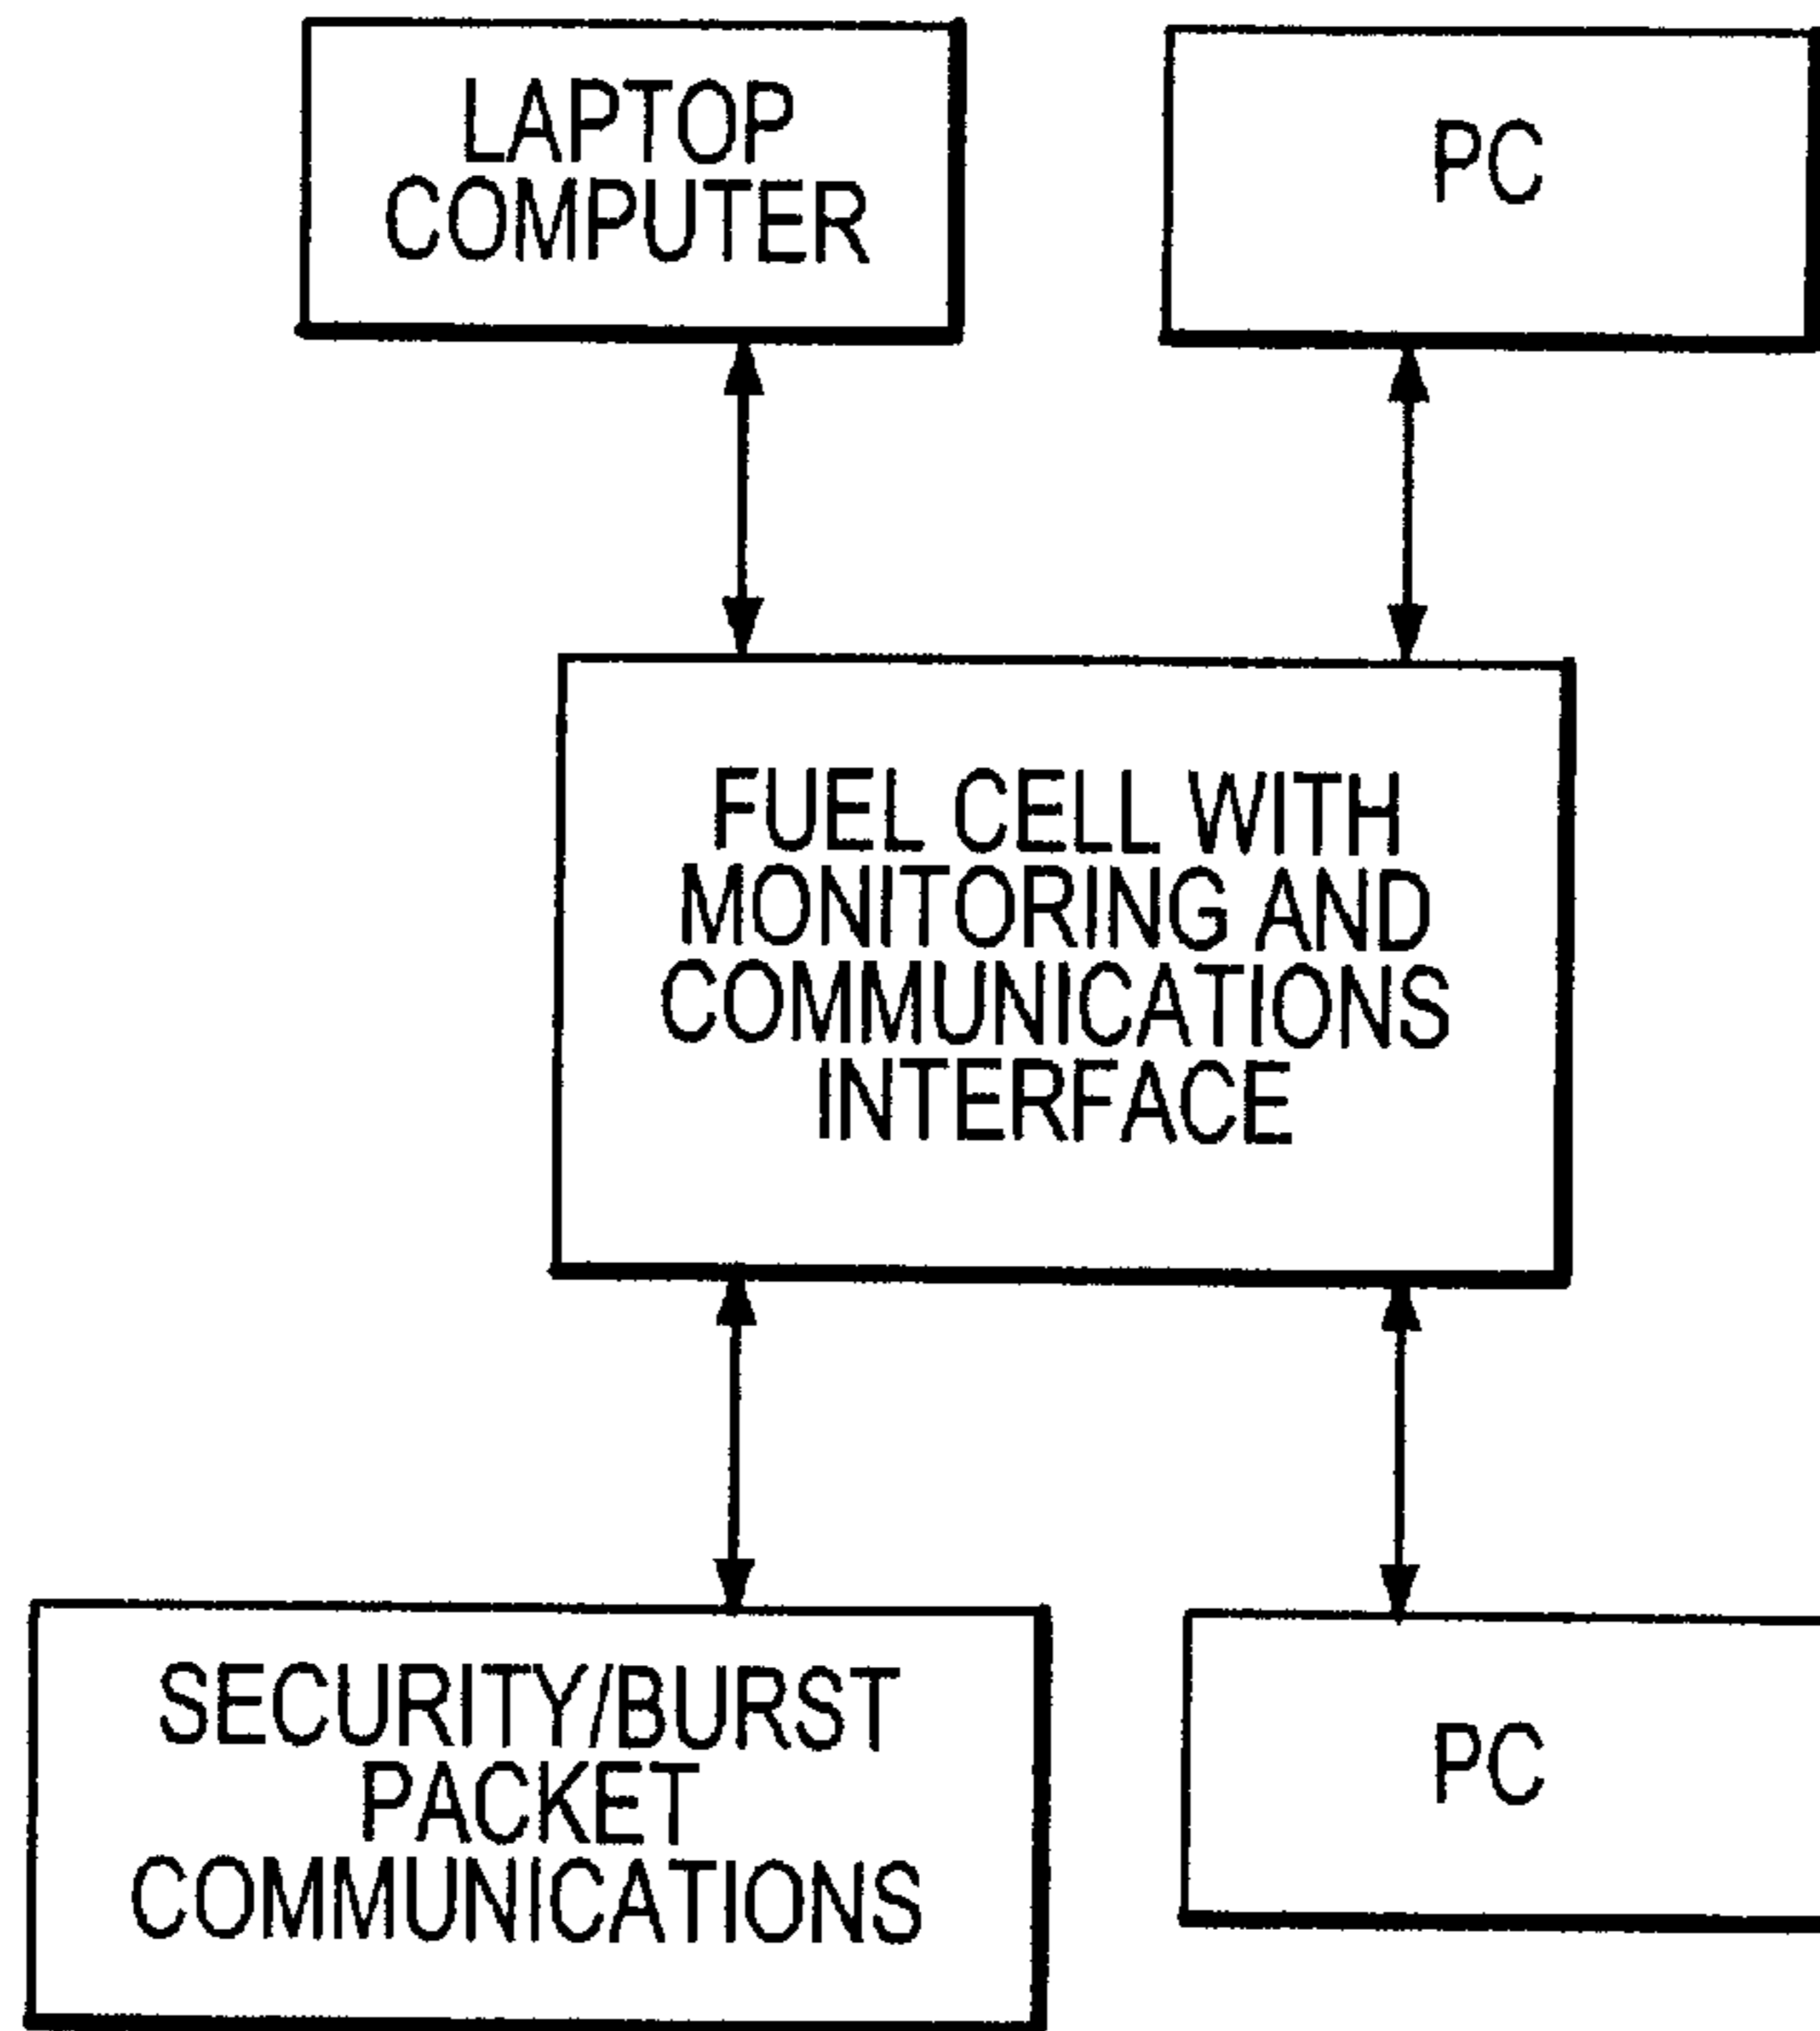 LAPTOP
COMPUTER
PC
FUEL CELL WITH
MONITORING AND
COMMUNICATIONS
INTERFACE
SECURITY/BURST
PACKET
COMMUNICATIONS
PC